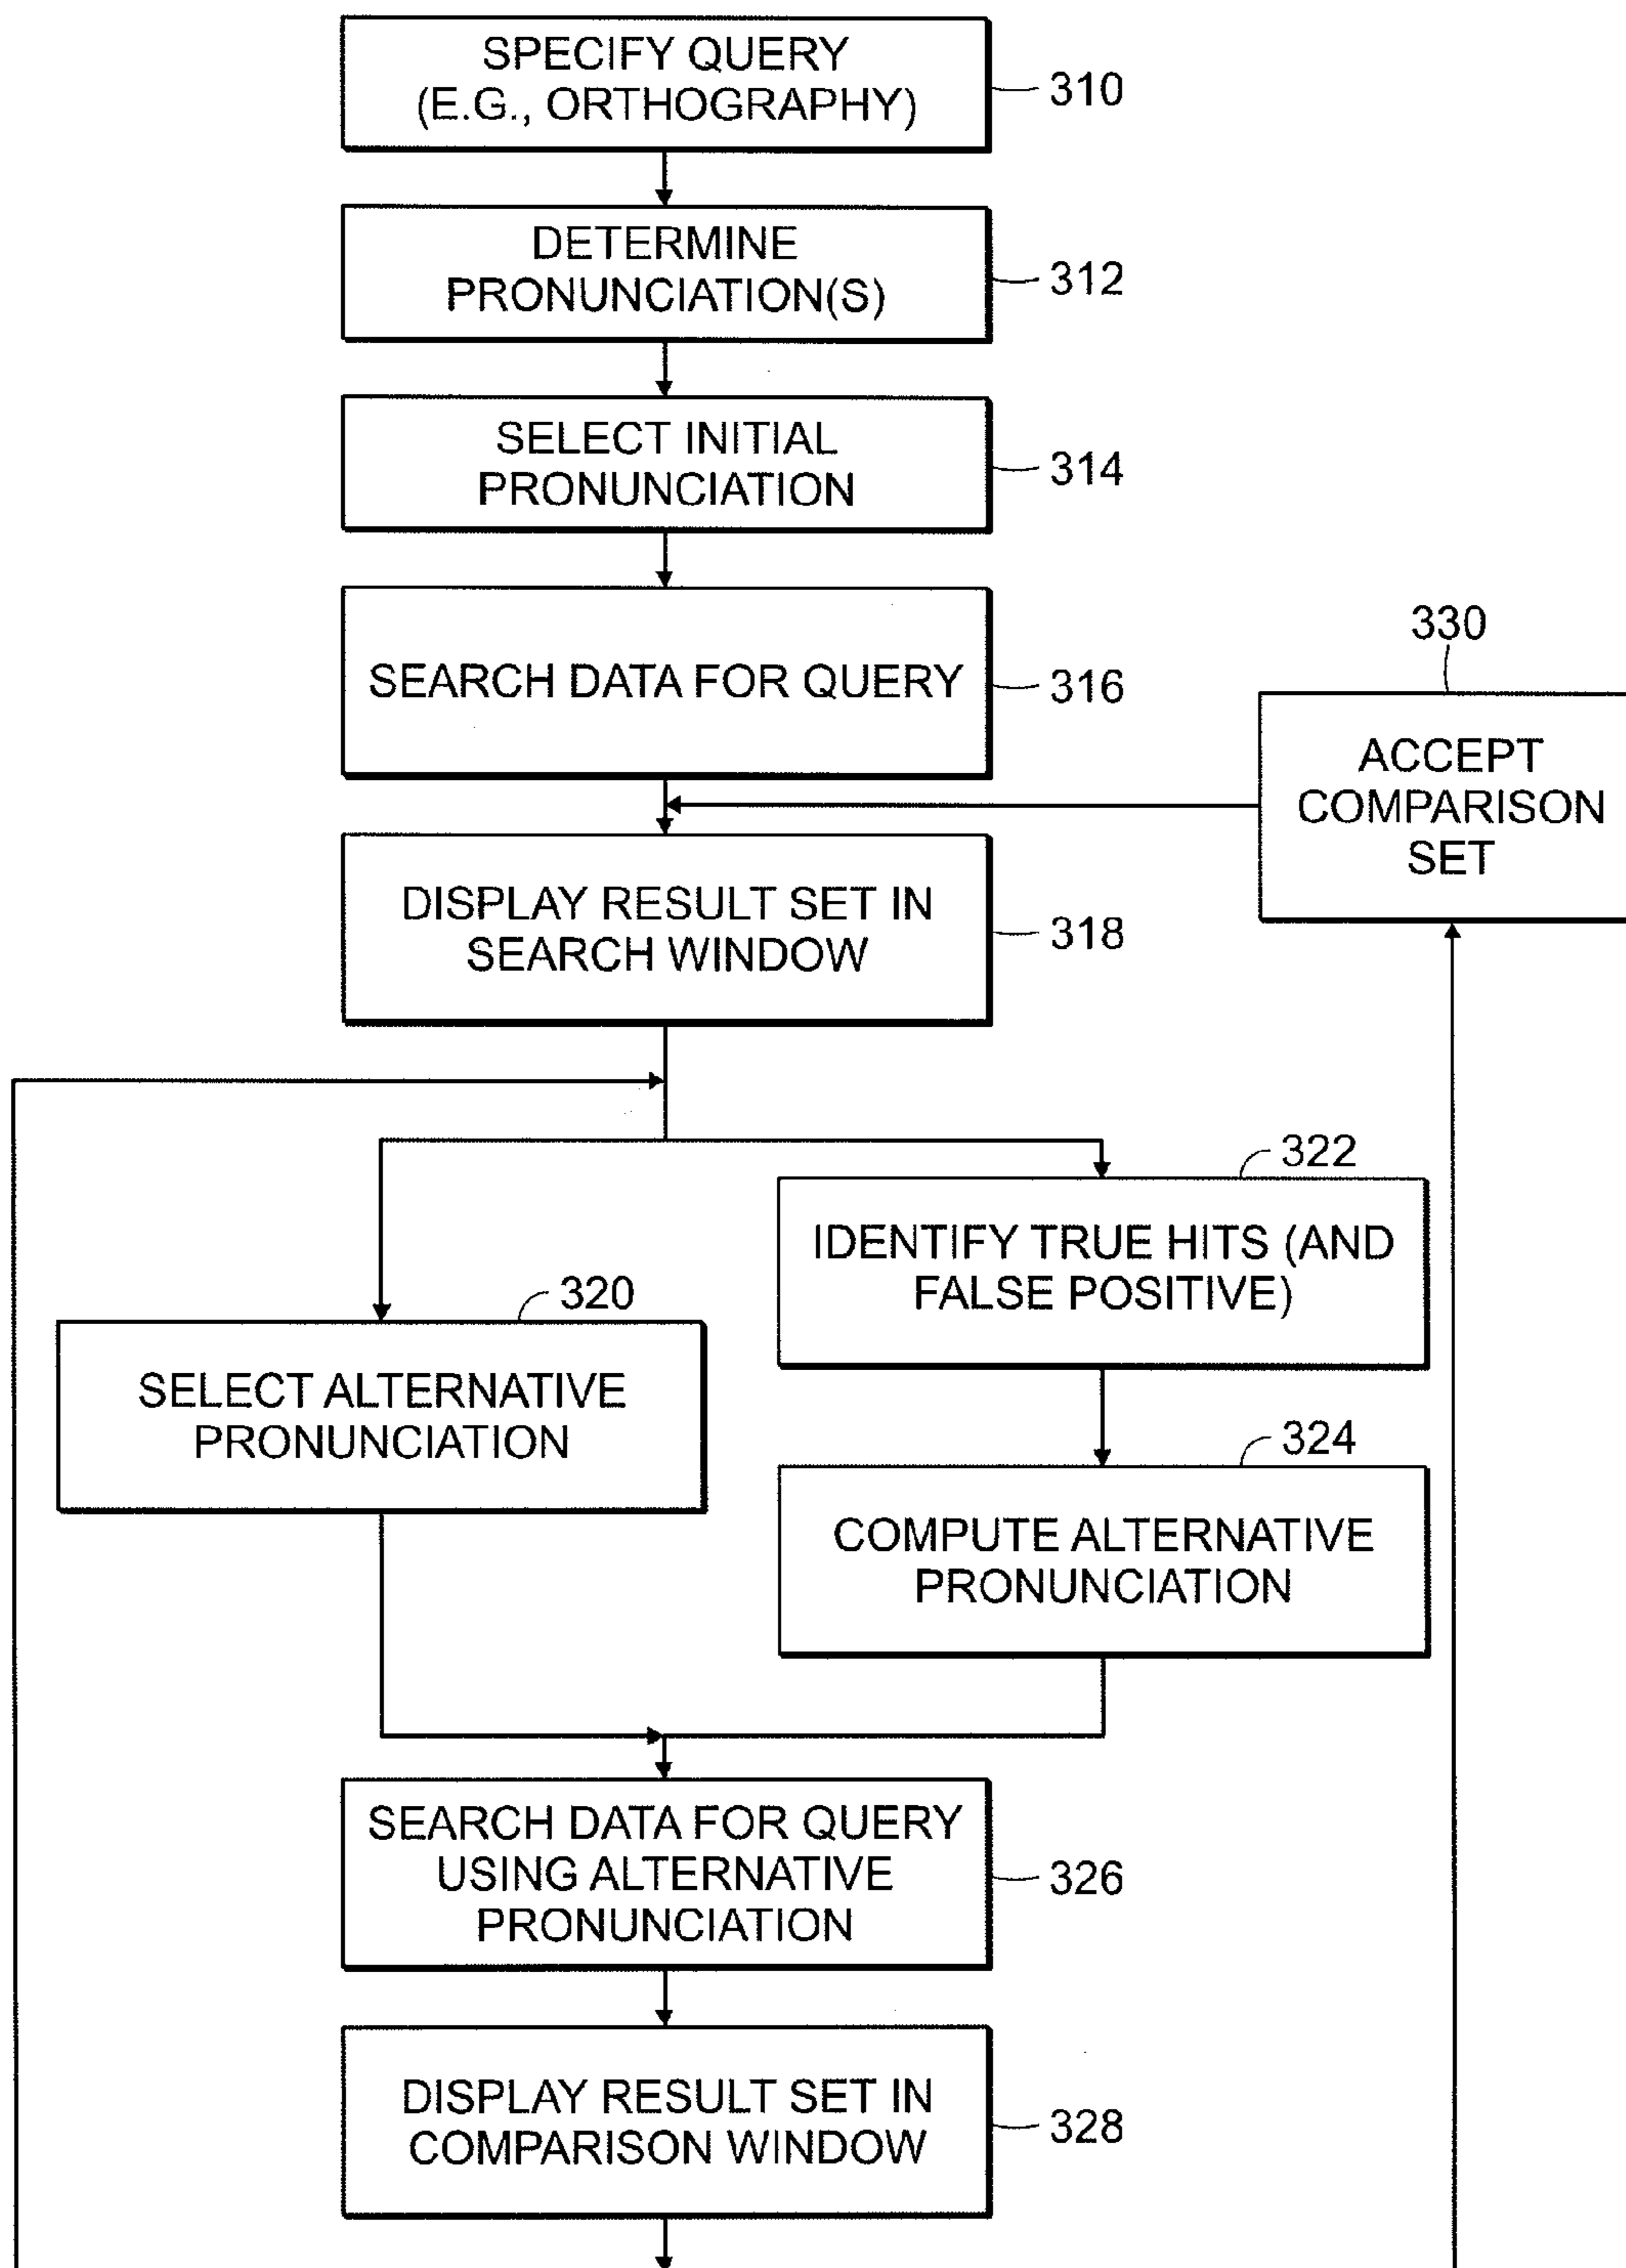 SPECIFY QUERY
(E.G., ORTHOGRAPHY)
310
DETERMINE
PRONUNCIATION(S)
312
SELECT INITIAL
PRONUNCIATION
314
SEARCH DATA FOR QUERY
316
330
ACCEPT
COMPARISON
SET
DISPLAY RESULT SET IN
SEARCH WINDOW
318
322
IDENTIFY TRUE HITS (AND
FALSE POSITIVE)
320
SELECT ALTERNATIVE
PRONUNCIATION
324
COMPUTE ALTERNATIVE
PRONUNCIATION
SEARCH DATA FOR QUERY
USING ALTERNATIVE
PRONUNCIATION
326
DISPLAY RESULT SET IN
COMPARISON WINDOW
328